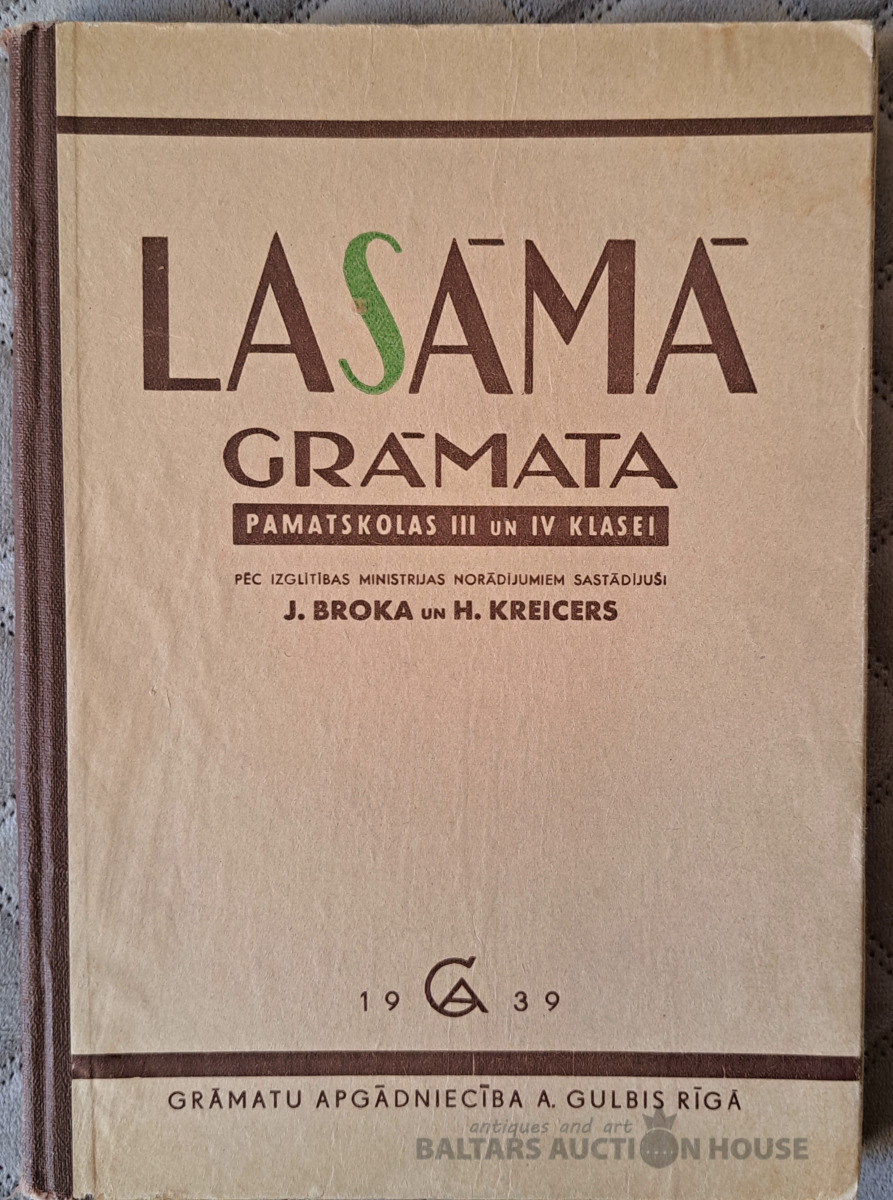 LASĀMĀ
GRĀMATA
PAMATSKOLAS III UN IV KLASEI
PĒC IZGLĪTĪBAS MINISTRIJAS NORĀDĪJUMIEM SASTĀDĪJUŠI
J. BROKA UN H. KREICERS
19 GA 39
GRĀMATU APGĀDNIECĪBA A. GULBIS RĪGĀ
antiques and art
BALTARS AUCTION HOUSE